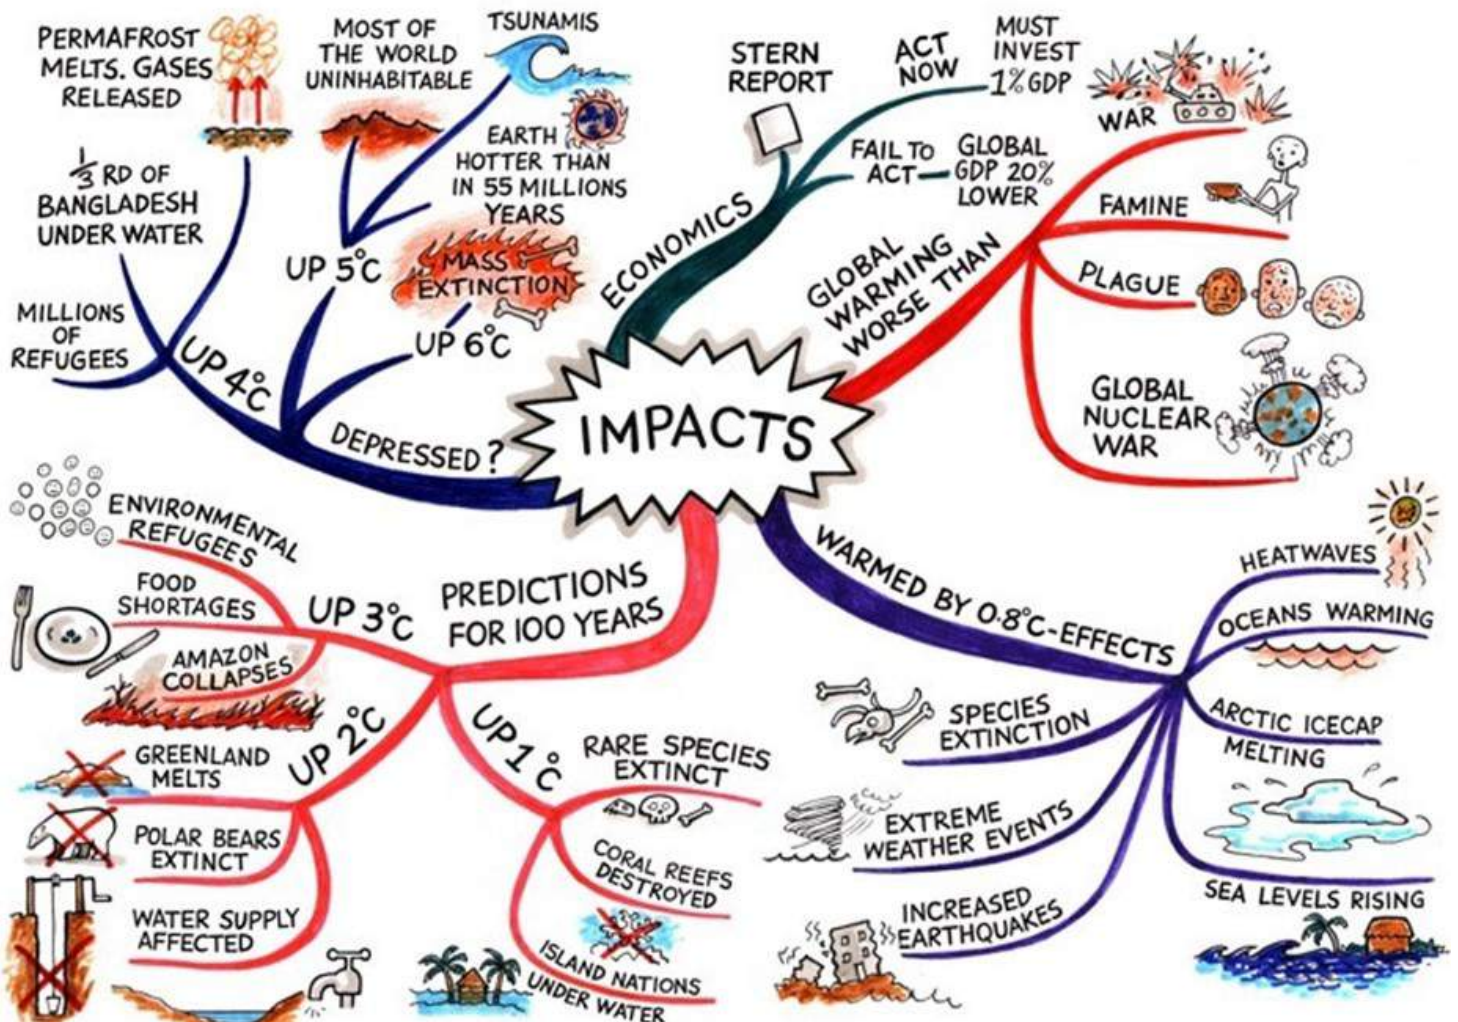 IMPACTS
ECONOMICS
STERN
REPORT
ACT
NOW
MUST
INVEST
1% GDP
FAIL TO
ACT
GLOBAL
GDP 20%
LOWER
GLOBAL
WARMING
WORSE THAN
WAR
FAMINE
PLAGUE
GLOBAL
NUCLEAR
WAR
WARMED BY 0.8°C-EFFECTS
HEATWAVES
OCEANS WARMING
ARCTIC ICECAP
MELTING
SEA LEVELS RISING
SPECIES
EXTINCTION
EXTREME
WEATHER EVENTS
INCREASED
EARTHQUAKES
PREDICTIONS
FOR 100 YEARS
UP 1°C
RARE SPECIES
EXTINCT
CORAL REEFS
DESTROYED
ISLAND NATIONS
UNDER WATER
UP 2°C
GREENLAND
MELTS
POLAR BEARS
EXTINCT
WATER SUPPLY
AFFECTED
UP 3°C
ENVIRONMENTAL
REFUGEES
FOOD
SHORTAGES
AMAZON
COLLAPSES
DEPRESSED?
UP 4°C
MILLIONS
OF
REFUGEES
1/3 RD OF
BANGLADESH
UNDER WATER
PERMAFROST
MELTS. GASES
RELEASED
UP 5°C
MOST OF
THE WORLD
UNINHABITABLE
TSUNAMIS
EARTH
HOTTER THAN
IN 55 MILLIONS
YEARS
UP 6°C
MASS
EXTINCTION